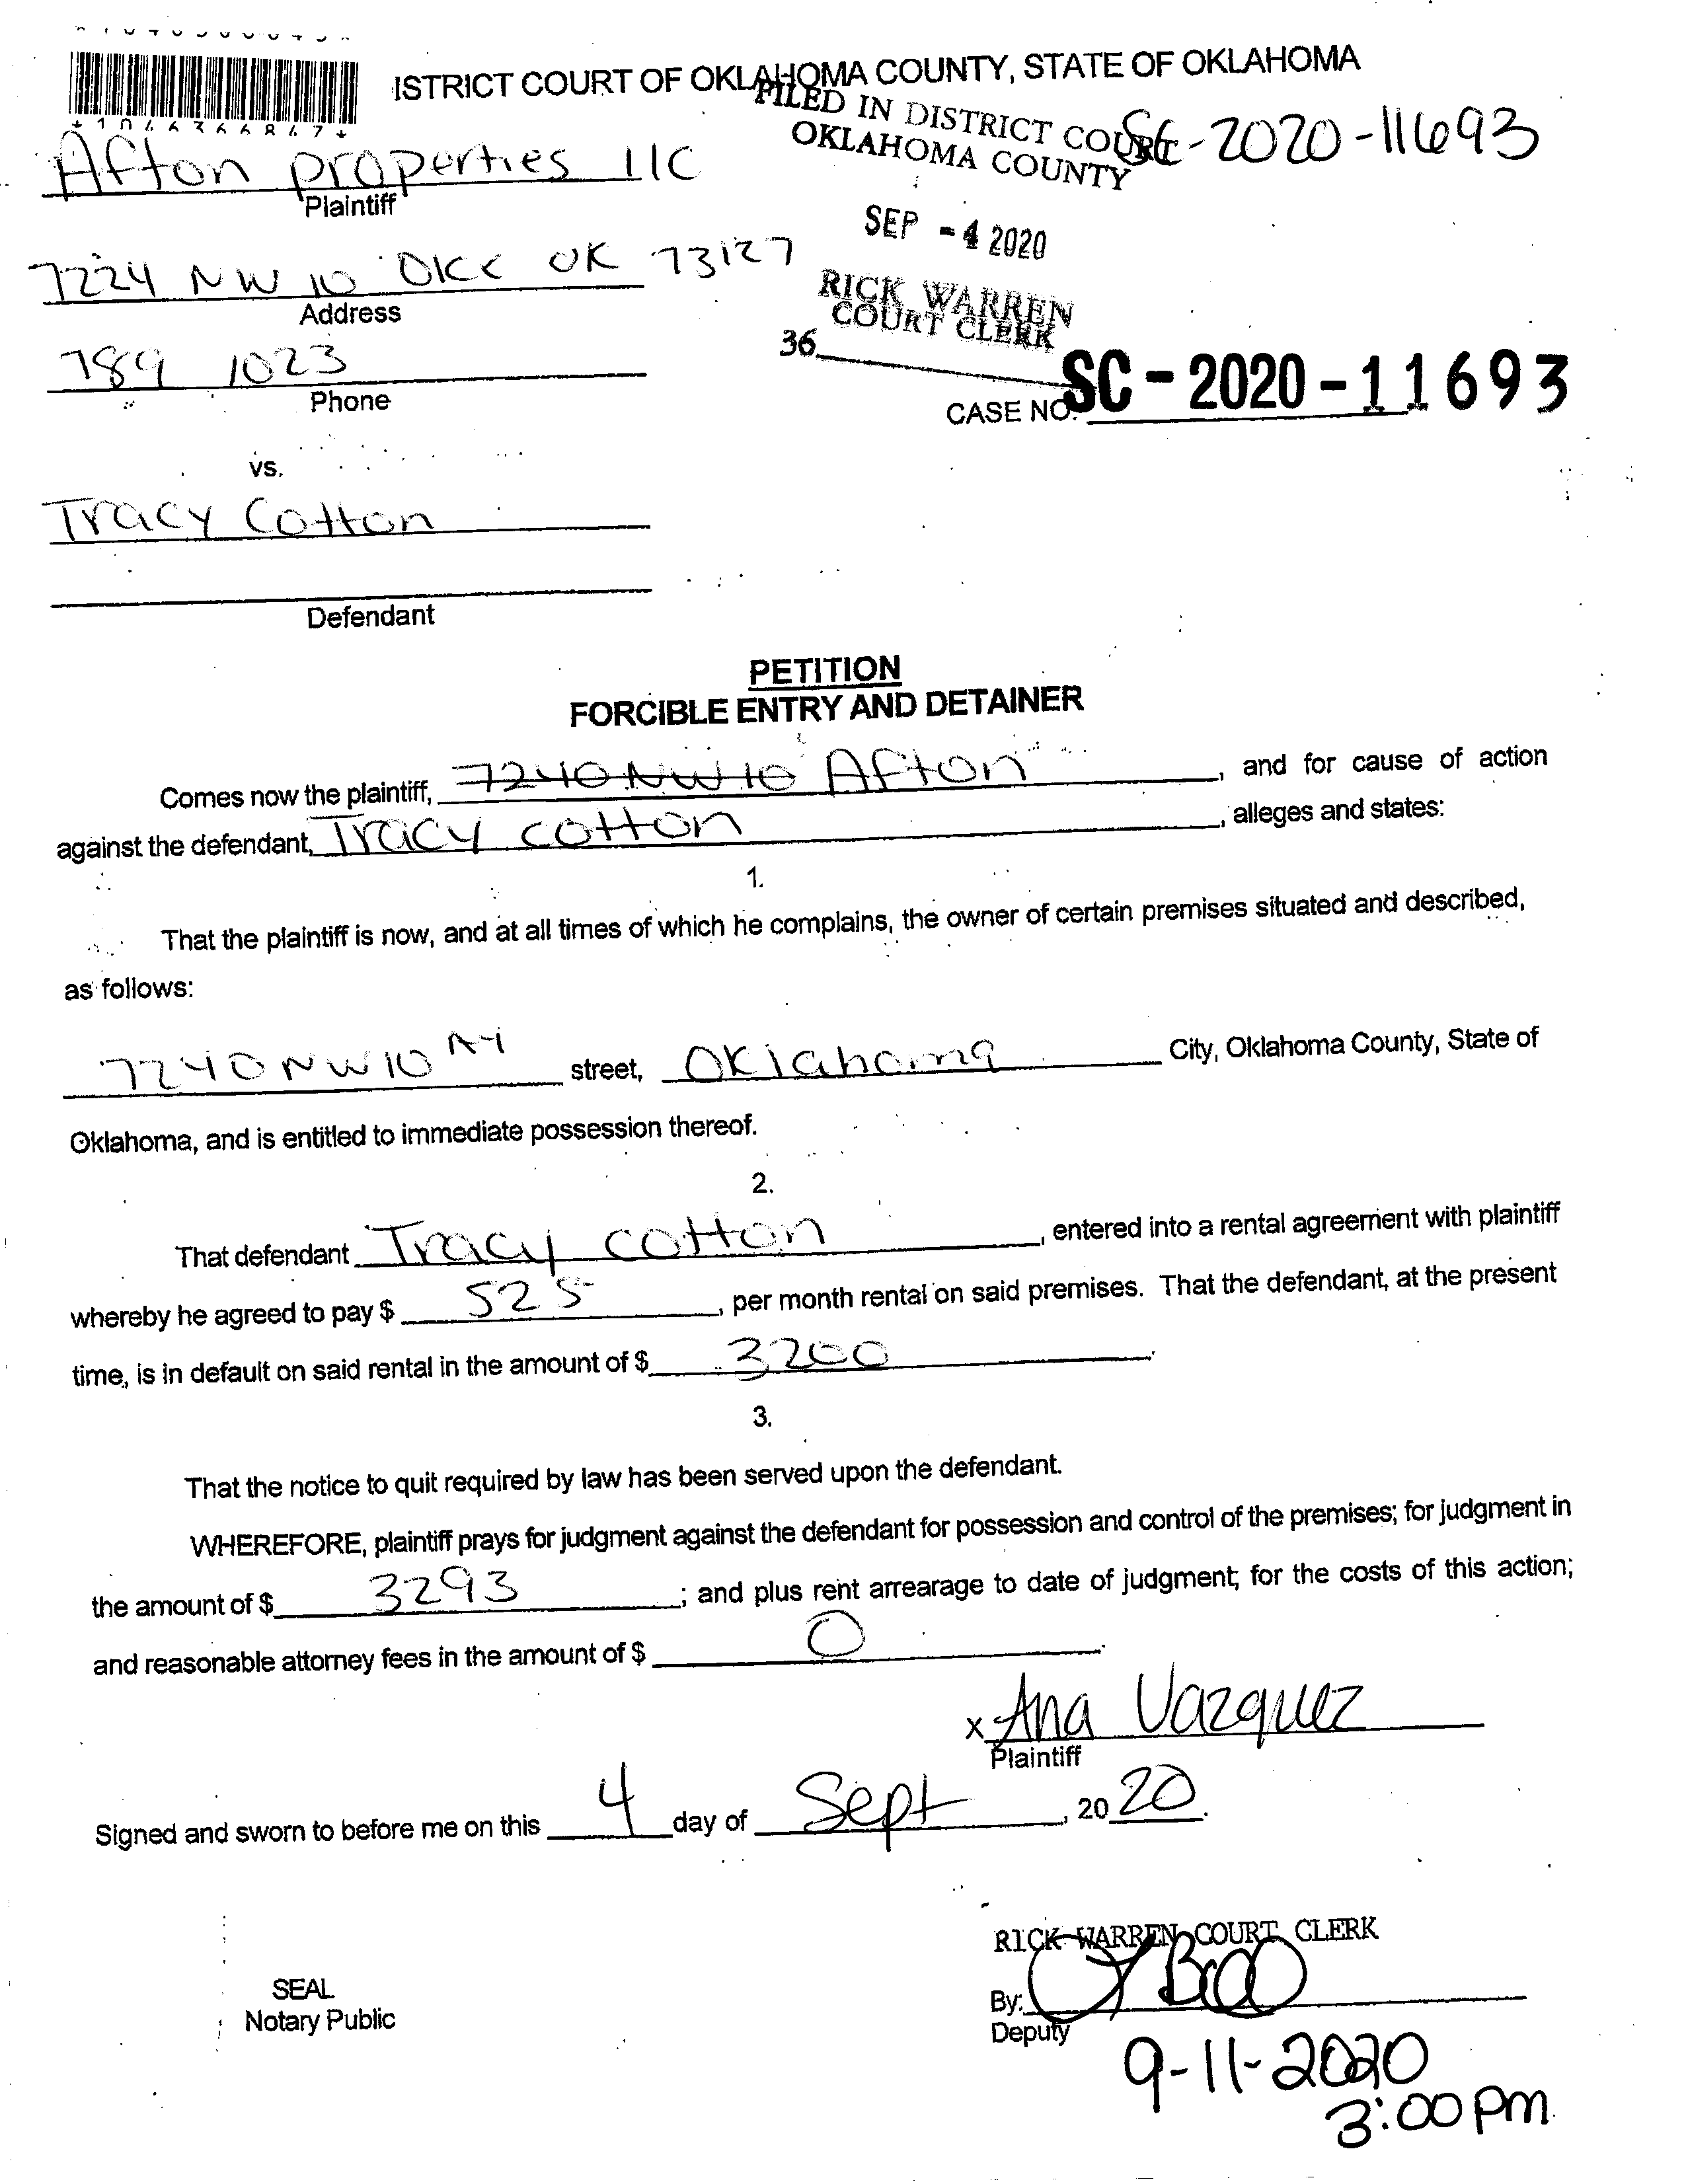 ISTRICT COURT OF OKLAHOMA COUNTY, STATE OF OKLAHOMA
FILED IN DISTRICT COURT
OKLAHOMA COUNTY
SC-2020-11693
*1046366867*
Afton properties llc
Plaintiff
SEP -4 2020
7224 NW 10 OKC OK 73127
Address
RICK WARREN
COURT CLERK
36
789 1023
Phone
CASE NO. SC-2020-11693
vs.
Tracy Cotton
Defendant
PETITION
FORCIBLE ENTRY AND DETAINER
Comes now the plaintiff, 7240 NW 10 Afton, and for cause of action
against the defendant, Tracy cotton, alleges and states:
1.
That the plaintiff is now, and at all times of which he complains, the owner of certain premises situated and described,
as follows:
7240 NW 10 street, Oklahoma City, Oklahoma County, State of
Oklahoma, and is entitled to immediate possession thereof.
2.
That defendant Tracy cotton, entered into a rental agreement with plaintiff
whereby he agreed to pay $ 525, per month rental on said premises. That the defendant, at the present
time, is in default on said rental in the amount of $ 3200.
3.
That the notice to quit required by law has been served upon the defendant.
WHEREFORE, plaintiff prays for judgment against the defendant for possession and control of the premises; for judgment in
the amount of $ 3293; and plus rent arrearage to date of judgment; for the costs of this action;
and reasonable attorney fees in the amount of $ 0.
x Ana Vazquez
Plaintiff
Signed and sworn to before me on this 4 day of Sept, 2020.
RICK WARREN COURT CLERK
SEAL
By:
Notary Public
Deputy
9-11-2020
3:00 pm